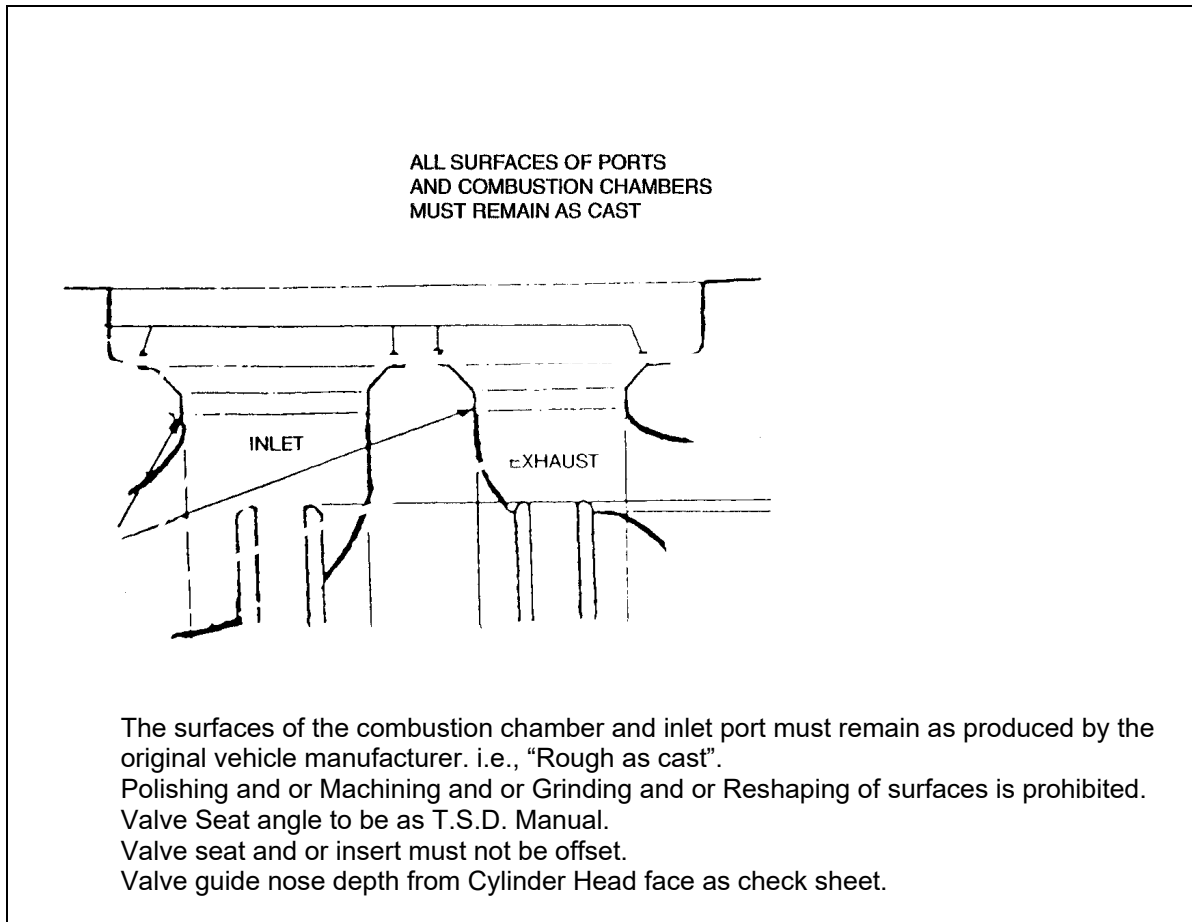 ALL SURFACES OF PORTS
AND COMBUSTION CHAMBERS
MUST REMAIN AS CAST
INLET
EXHAUST
The surfaces of the combustion chamber and inlet port must remain as produced by the
original vehicle manufacturer. i.e., “Rough as cast”.
Polishing and or Machining and or Grinding and or Reshaping of surfaces is prohibited.
Valve Seat angle to be as T.S.D. Manual.
Valve seat and or insert must not be offset.
Valve guide nose depth from Cylinder Head face as check sheet.